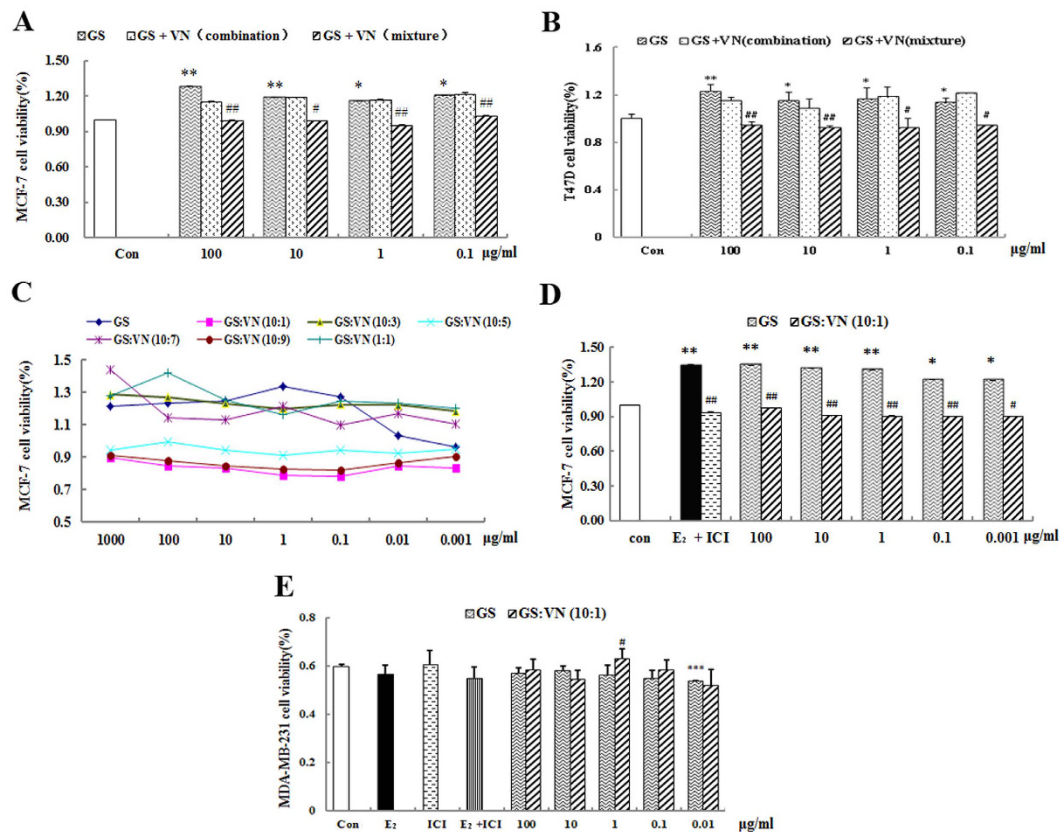 A
GS GS + VN (combination) GS + VN (mixture)
MCF-7 cell viability(%)
1.50
1.20
0.90
0.60
0.30
0.00
** ** * *
## # ## ##
Con 100 10 1 0.1 μg/ml
B
GS GS+VN(combination) GS+VN(mixture)
T47D cell viability(%)
1.6
1.2
0.8
0.4
0
** * * *
## ## # #
Con 100 10 1 0.1 μg/ml
C
GS GS:VN (10:1) GS:VN (10:3) GS:VN (10:5)
GS:VN (10:7) GS:VN (10:9) GS:VN (1:1)
MCF-7 cell viability(%)
1.5
1.3
1.1
0.9
0.7
0.5
1000 100 10 1 0.1 0.01 0.001 μg/ml
D
GS GS:VN (10:1)
MCF-7 cell viability(%)
1.50
1.20
0.90
0.60
0.30
0.00
** ** ** ** * *
## ## ## ## ## #
con E₂ +ICI 100 10 1 0.1 0.001 μg/ml
E
GS GS:VN (10:1)
MDA-MB-231 cell viability(%)
0.8
0.6
0.4
0.2
0
# ***
Con E₂ ICI E₂ +ICI 100 10 1 0.1 0.01 μg/ml